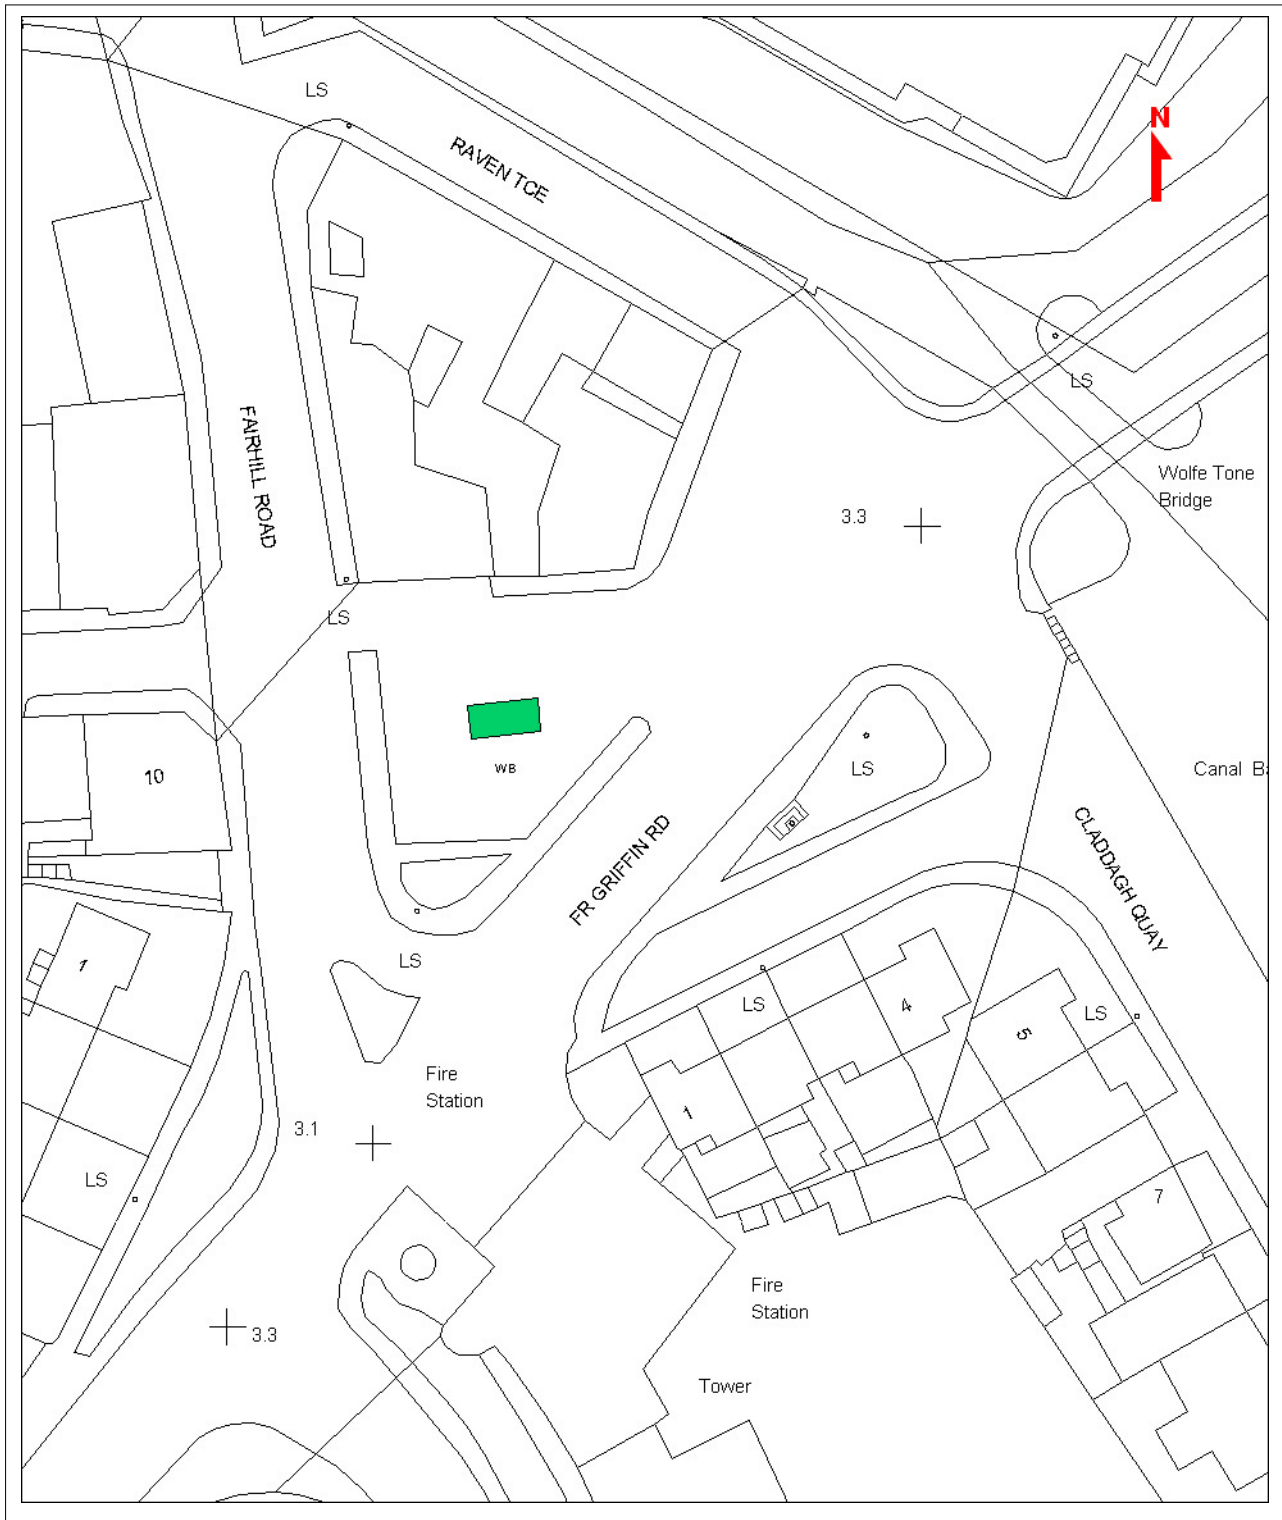 LS
N
RAVEN TCE
LS
FAIRHILL ROAD
Wolfe Tone
Bridge
3.3
LS
WB
10
LS
Canal B
CLADDAGH QUAY
FR GRIFFIN RD
LS
1
LS
4
LS
5
Fire
Station
1
3.1
LS
7
Fire
Station
3.3
Tower